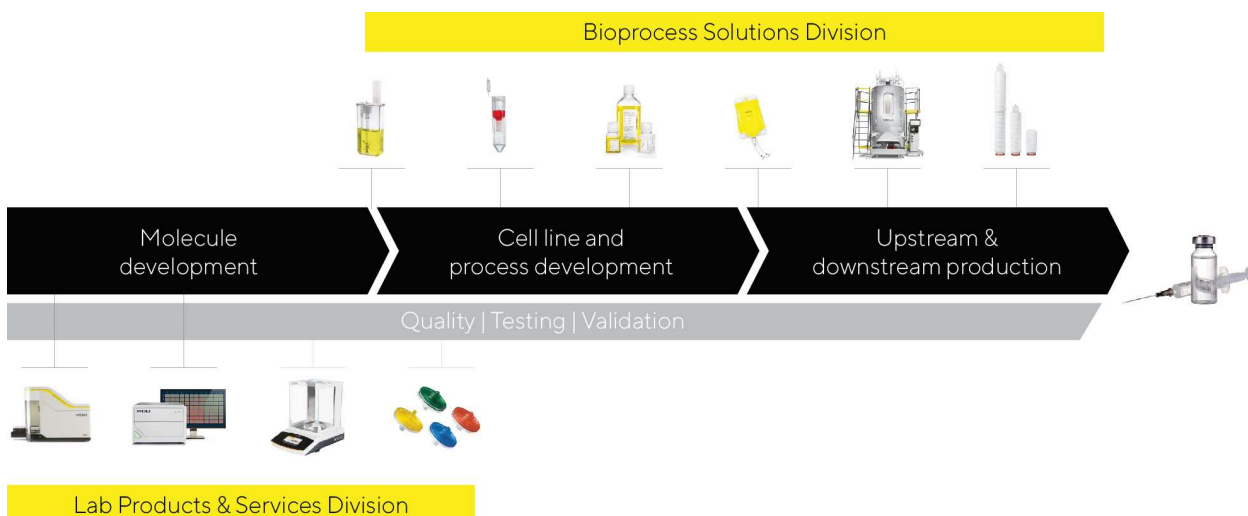 Bioprocess Solutions Division
Molecule
development
Cell line and
process development
Upstream &
downstream production
Quality | Testing | Validation
Lab Products & Services Division